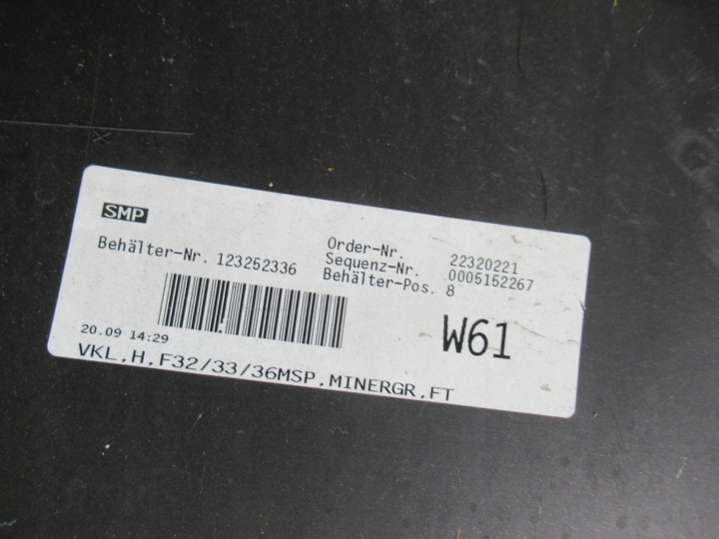 SMP
Order-Nr. 22320221
Behälter-Nr. 123252336 Sequenz-Nr. 0005152267
Behälter-Pos. 8
W61
20.09 14:29
VKL.H.F32/33/36MSP.MINERGR.FT